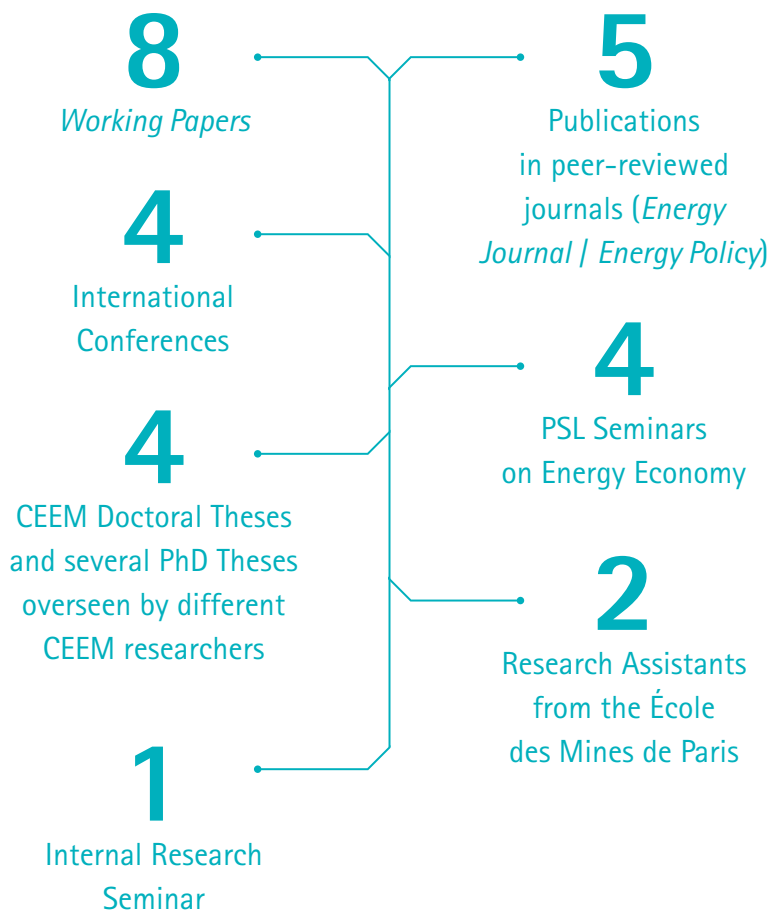 8
Working Papers
5
Publications
in peer-reviewed
journals (Energy
Journal / Energy Policy)
4
International
Conferences
4
PSL Seminars
on Energy Economy
4
CEEM Doctoral Theses
and several PhD Theses
overseen by different
CEEM researchers
2
Research Assistants
from the École
des Mines de Paris
1
Internal Research
Seminar